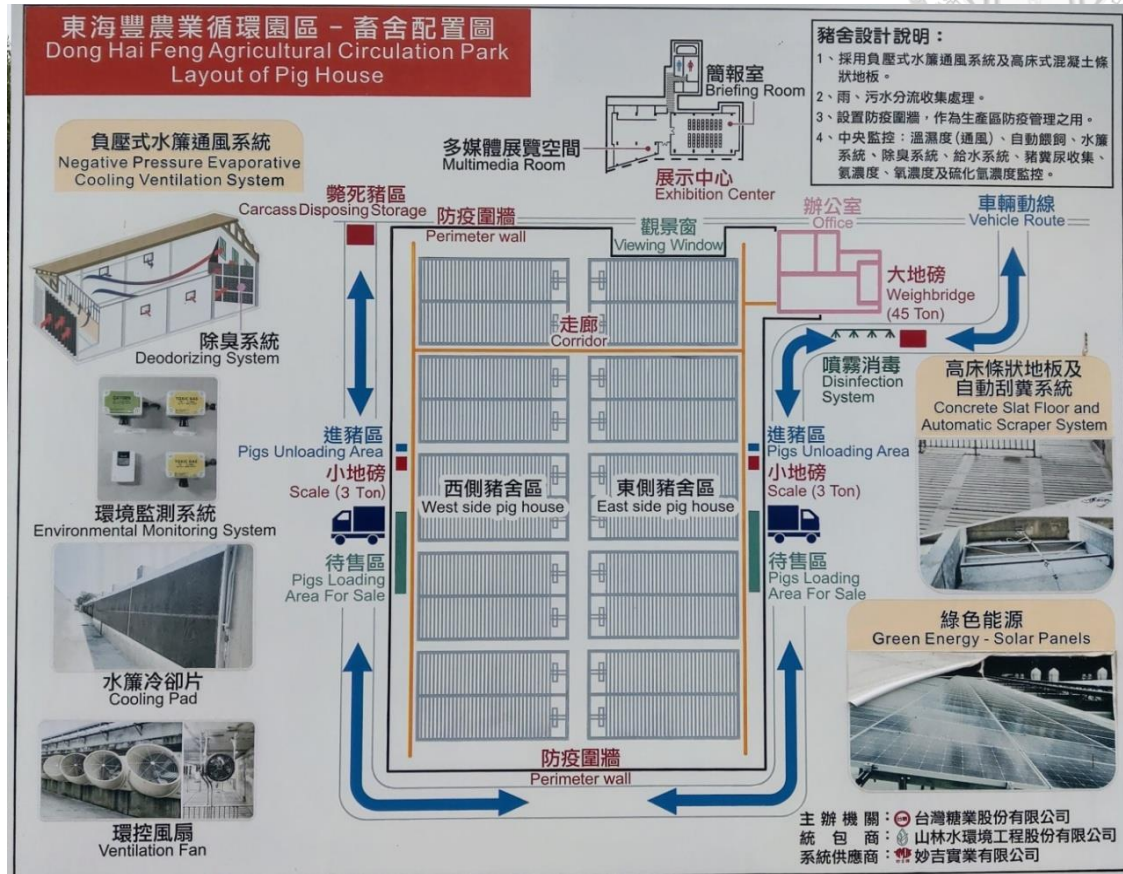 東海豐農業循環園區 - 畜舍配置圖
Dong Hai Feng Agricultural Circulation Park
Layout of Pig House
簡報室
Briefing Room
多媒體展覽空間
Multimedia Room
展示中心
Exhibition Center
豬舍設計說明：
1、採用負壓式水簾通風系統及高床式混凝土條
狀地板。
2、雨、污水分流收集處理。
3、設置防疫圍牆，作為生產區防疫管理之用。
4、中央監控：溫濕度(通風)、自動餵飼、水簾
系統、除臭系統、給水系統、豬糞尿收集、
氨濃度、氧濃度及硫化氫濃度監控。
負壓式水簾通風系統
Negative Pressure Evaporative
Cooling Ventilation System
斃死豬區
Carcass Disposing Storage
防疫圍牆
Perimeter wall
觀景窗
Viewing Window
辦公室
Office
車輛動線
Vehicle Route
大地磅
Weighbridge
(45 Ton)
走廊
Corridor
除臭系統
Deodorizing System
噴霧消毒
Disinfection
System
高床條狀地板及
自動刮糞系統
Concrete Slat Floor and
Automatic Scraper System
進豬區
Pigs Unloading Area
小地磅
Scale (3 Ton)
西側豬舍區
West side pig house
東側豬舍區
East side pig house
進豬區
Pigs Unloading Area
小地磅
Scale (3 Ton)
環境監測系統
Environmental Monitoring System
待售區
Pigs Loading
Area For Sale
待售區
Pigs Loading
Area For Sale
綠色能源
Green Energy - Solar Panels
水簾冷卻片
Cooling Pad
防疫圍牆
Perimeter wall
環控風扇
Ventilation Fan
主辦機關：台灣糖業股份有限公司
統包商：山林水環境工程股份有限公司
系統供應商：妙吉實業有限公司